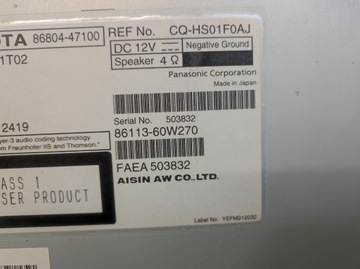 OTA 86804-47100 REF No. CQ-HS01F0AJ
1T02 DC 12V Negative Ground
Speaker 4 Ω
Panasonic Corporation
Made in Japan
Serial No. 503832
2419 86113-60W270
yer-3 audio coding technology
om Fraunhofer IIS and Thomson."
FAEA 503832
ASS 1 AISIN AW CO.,LTD.
SER PRODUCT
Label No. YEFM012032